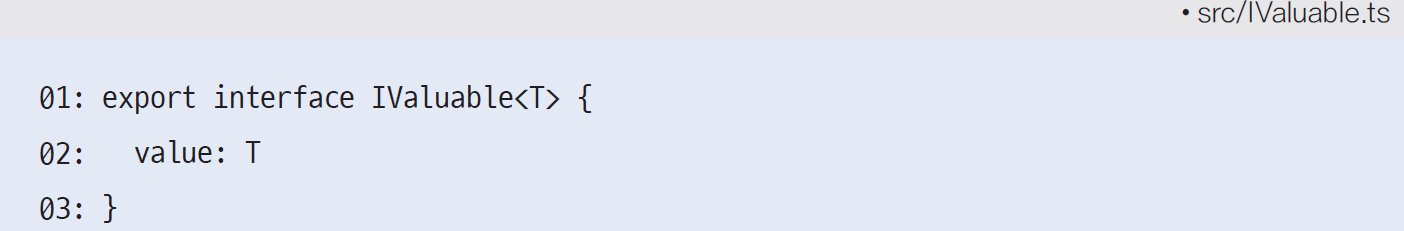 • src/IValuable.ts
01: export interface IValuable<T> {
02:   value: T
03: }